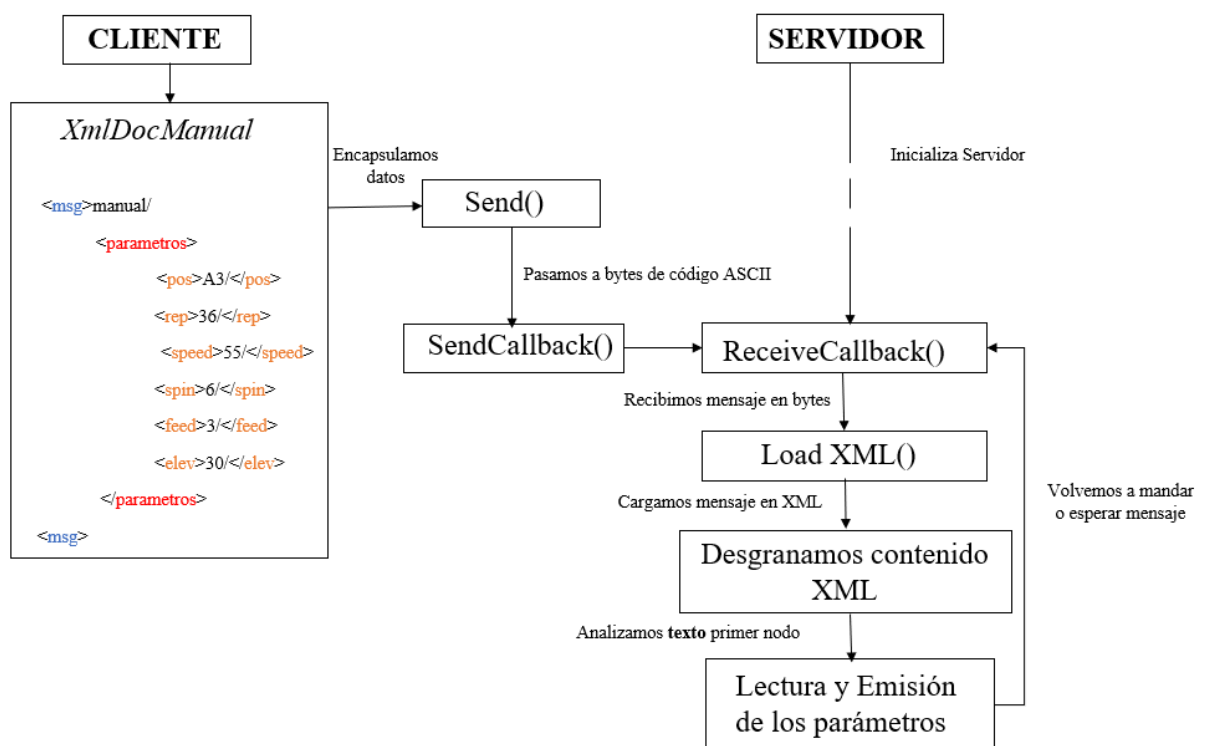 CLIENTE
XmlDocManual
<msg>manual/
<parametros>
<pos>A3/</pos>
<rep>36/</rep>
<speed>55/</speed>
<spin>6/</spin>
<feed>3/</feed>
<elev>30/</elev>
</parametros>
<msg>
Encapsulamos
datos
Send()
Pasamos a bytes de código ASCII
SendCallback()
SERVIDOR
Inicializa Servidor
ReceiveCallback()
Recibimos mensaje en bytes
Load XML()
Cargamos mensaje en XML
Desgranamos contenido
XML
Analizamos texto primer nodo
Lectura y Emisión
de los parámetros
Volvemos a mandar
o esperar mensaje